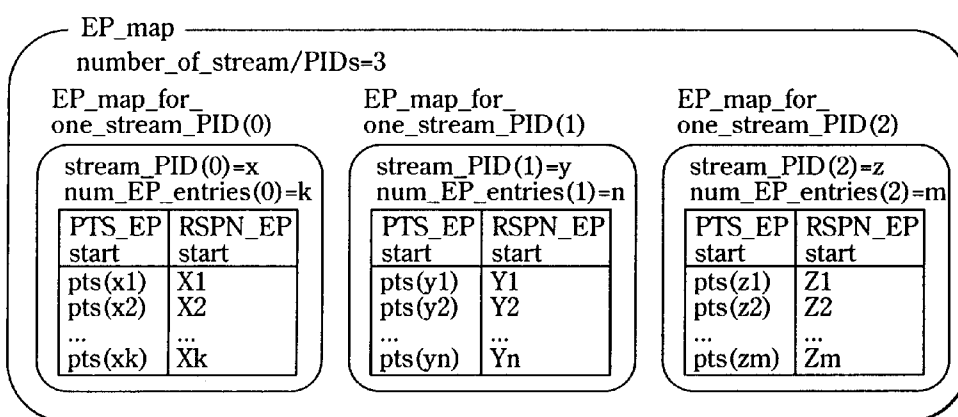 EP_map
number_of_stream/PIDs=3
EP_map_for_
one_stream_PID(0)
stream_PID(0)=x
num_EP_entries(0)=k
PTS_EP RSPN_EP
start start
pts(x1) X1
pts(x2) X2
... ...
pts(xk) Xk
EP_map_for_
one_stream_PID(1)
stream_PID(1)=y
num_EP_entries(1)=n
PTS_EP RSPN_EP
start start
pts(y1) Y1
pts(y2) Y2
... ...
pts(yn) Yn
EP_map_for_
one_stream_PID(2)
stream_PID(2)=z
num_EP_entries(2)=m
PTS_EP RSPN_EP
start start
pts(z1) Z1
pts(z2) Z2
... ...
pts(zm) Zm